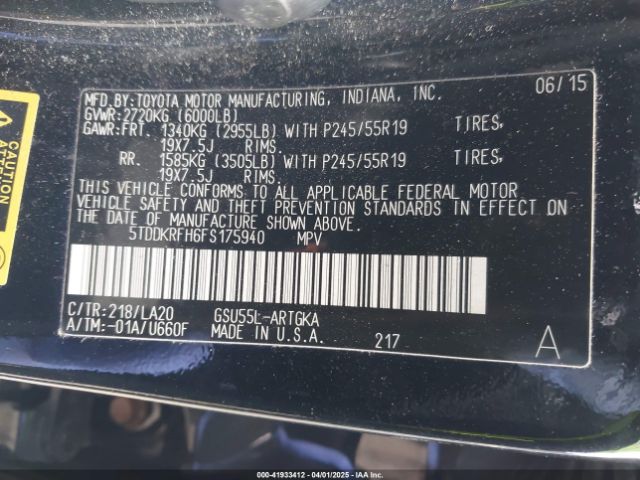 MFD.BY:TOYOTA MOTOR MANUFACTURING, INDIANA, INC. 06/15
GVWR:2720KG (6000LB)
GAWR:FRT. 1340KG (2955LB) WITH P245/55R19 TIRES,
19X7.5J RIMS.
RR. 1585KG (3505LB) WITH P245/55R19 TIRES,
19X7.5J RIMS.
THIS VEHICLE CONFORMS TO ALL APPLICABLE FEDERAL MOTOR
VEHICLE SAFETY AND THEFT PREVENTION STANDARDS IN EFFECT ON
THE DATE OF MANUFACTURE SHOWN ABOVE.
5TDDKRFH6FS175940 MPV
C/TR:218/LA20 GSU55L-ARTGKA
A/TM:-01A/U660F MADE IN U.S.A. 217 A
CAUTION
000-41933412 04/01/2025 IAA Inc.